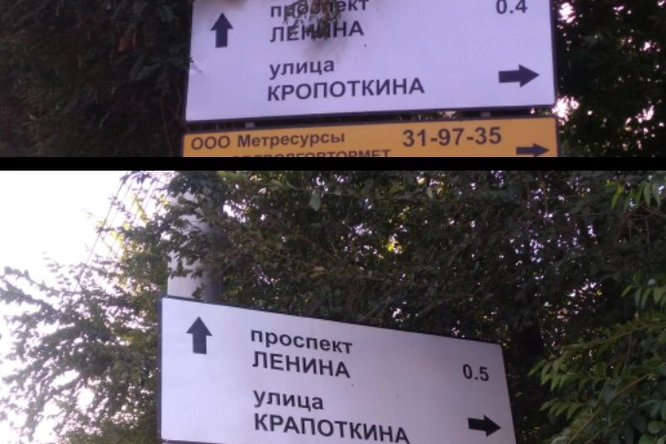 проспект 0.4
ЛЕНИНА
улица
КРОПОТКИНА
ООО Метресурсы 31-97-35
проспект
ЛЕНИНА 0.5
улица
КРАПОТКИНА